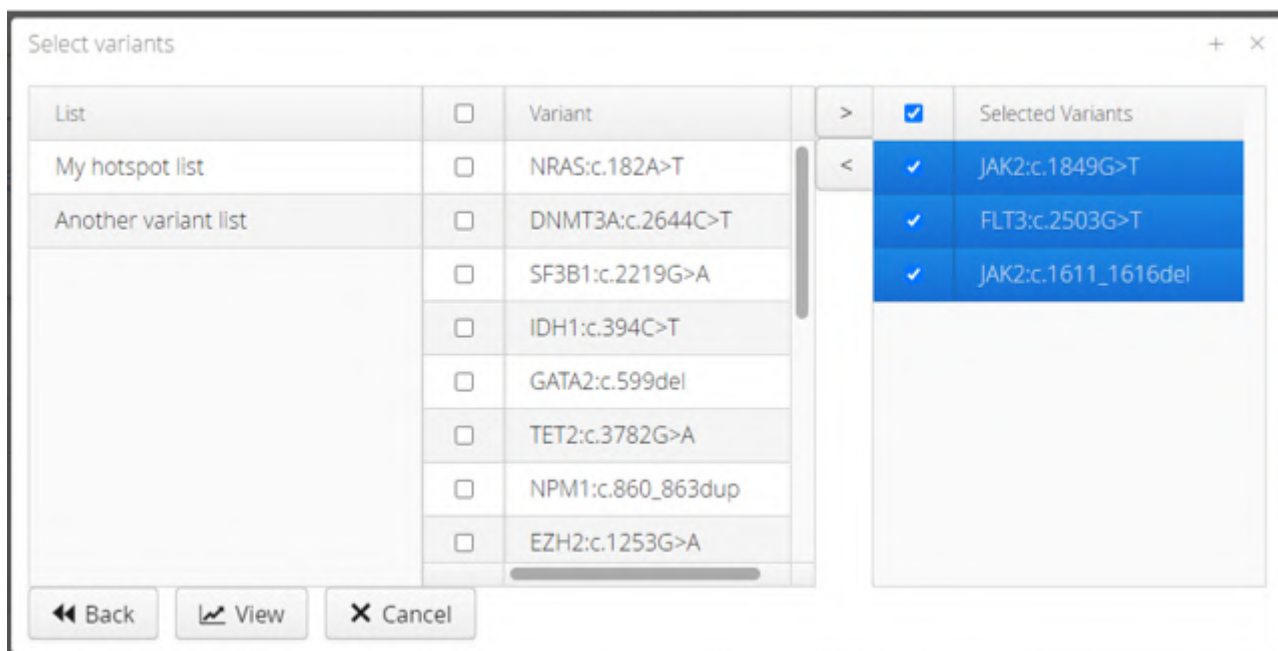 Select variants
+ ×
List Variant > Selected Variants
My hotspot list NRAS:c.182A>T < JAK2:c.1849G>T
Another variant list DNMT3A:c.2644C>T FLT3:c.2503G>T
SF3B1:c.2219G>A JAK2:c.1611_1616del
IDH1:c.394C>T
GATA2:c.599del
TET2:c.3782G>A
NPM1:c.860_863dup
EZH2:c.1253G>A
Back View Cancel